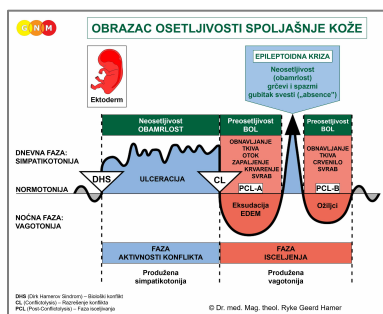 GNM
OBRAZAC OSETLJIVOSTI SPOLJAŠNJE KOŽE
Ektoderm
EPILEPTOIDNA KRIZA
Neosetljivost
(obamrlost)
grčevi i spazmi
gubitak svesti („absence")
Neosetljivost
OBAMRLOST
Preosetljivost
BOL
Preosetljivost
BOL
DNEVNA FAZA:
SIMPATIKOTONIJA
OBNAVLJANJE
TKIVA
OTOK
ZAPALJENJE
KRVARENJE
SVRAB
OBNAVLJANJE
TKIVA
CRVENILO
SVRAB
DHS
ULCERACIJA
CL
PCL-A
PCL-B
NORMOTONIJA
NOĆNA FAZA:
VAGOTONIJA
Eksudacija
EDEM
Ožiljci
FAZA
AKTIVNOSTI KONFLIKTA
FAZA
ISCELJENJA
Produžena
simpatikotonija
Produžena
vagotonija
DHS (Dirk Hamerov Sindrom) – Biološki konflikt
CL (Conflictolysis) – Razrešenje konflikta
PCL (Post-Conflictolysis) – Faza isceljivanja
© Dr. med. Mag. theol. Ryke Geerd Hamer